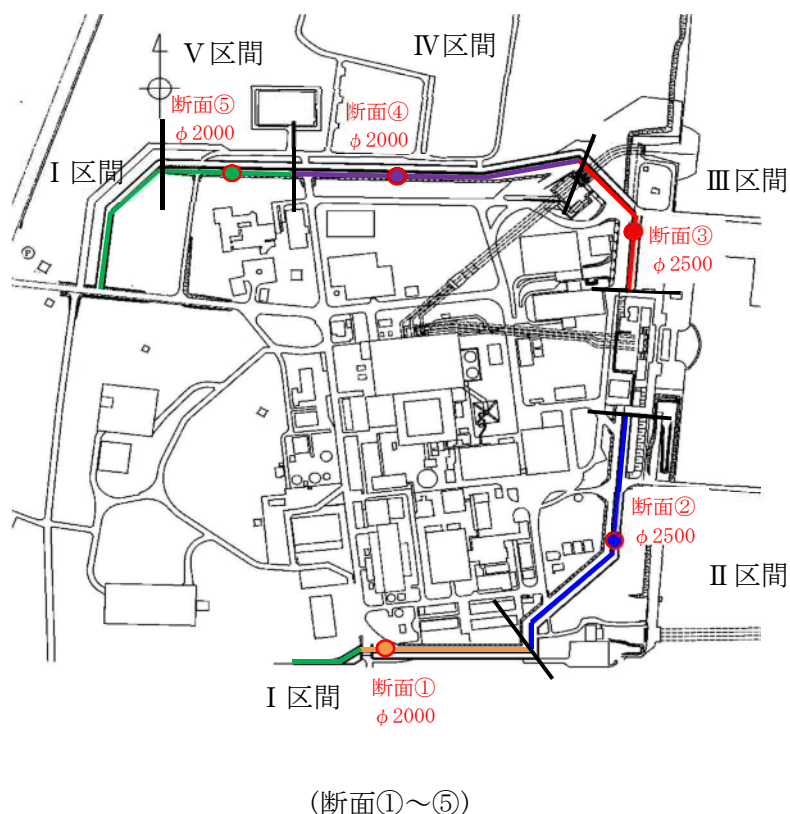 Ⅴ区間
Ⅳ区間
断面⑤
φ2000
断面④
φ2000
Ⅰ区間
Ⅲ区間
断面③
φ2500
P
断面②
φ2500
Ⅱ区間
Ⅰ区間
断面①
φ2000
(断面①～⑤)